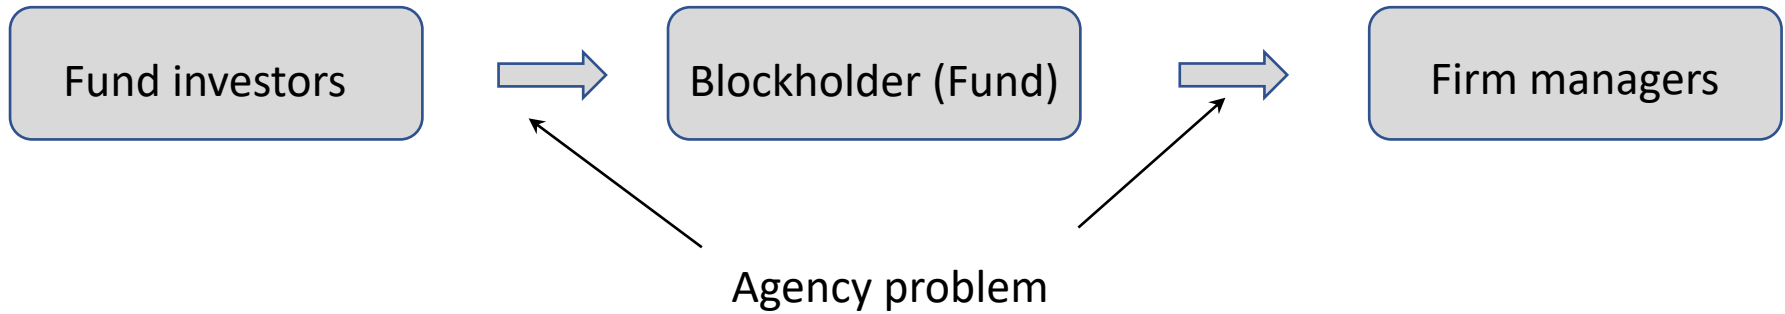 Fund investors
Blockholder (Fund)
Firm managers
Agency problem